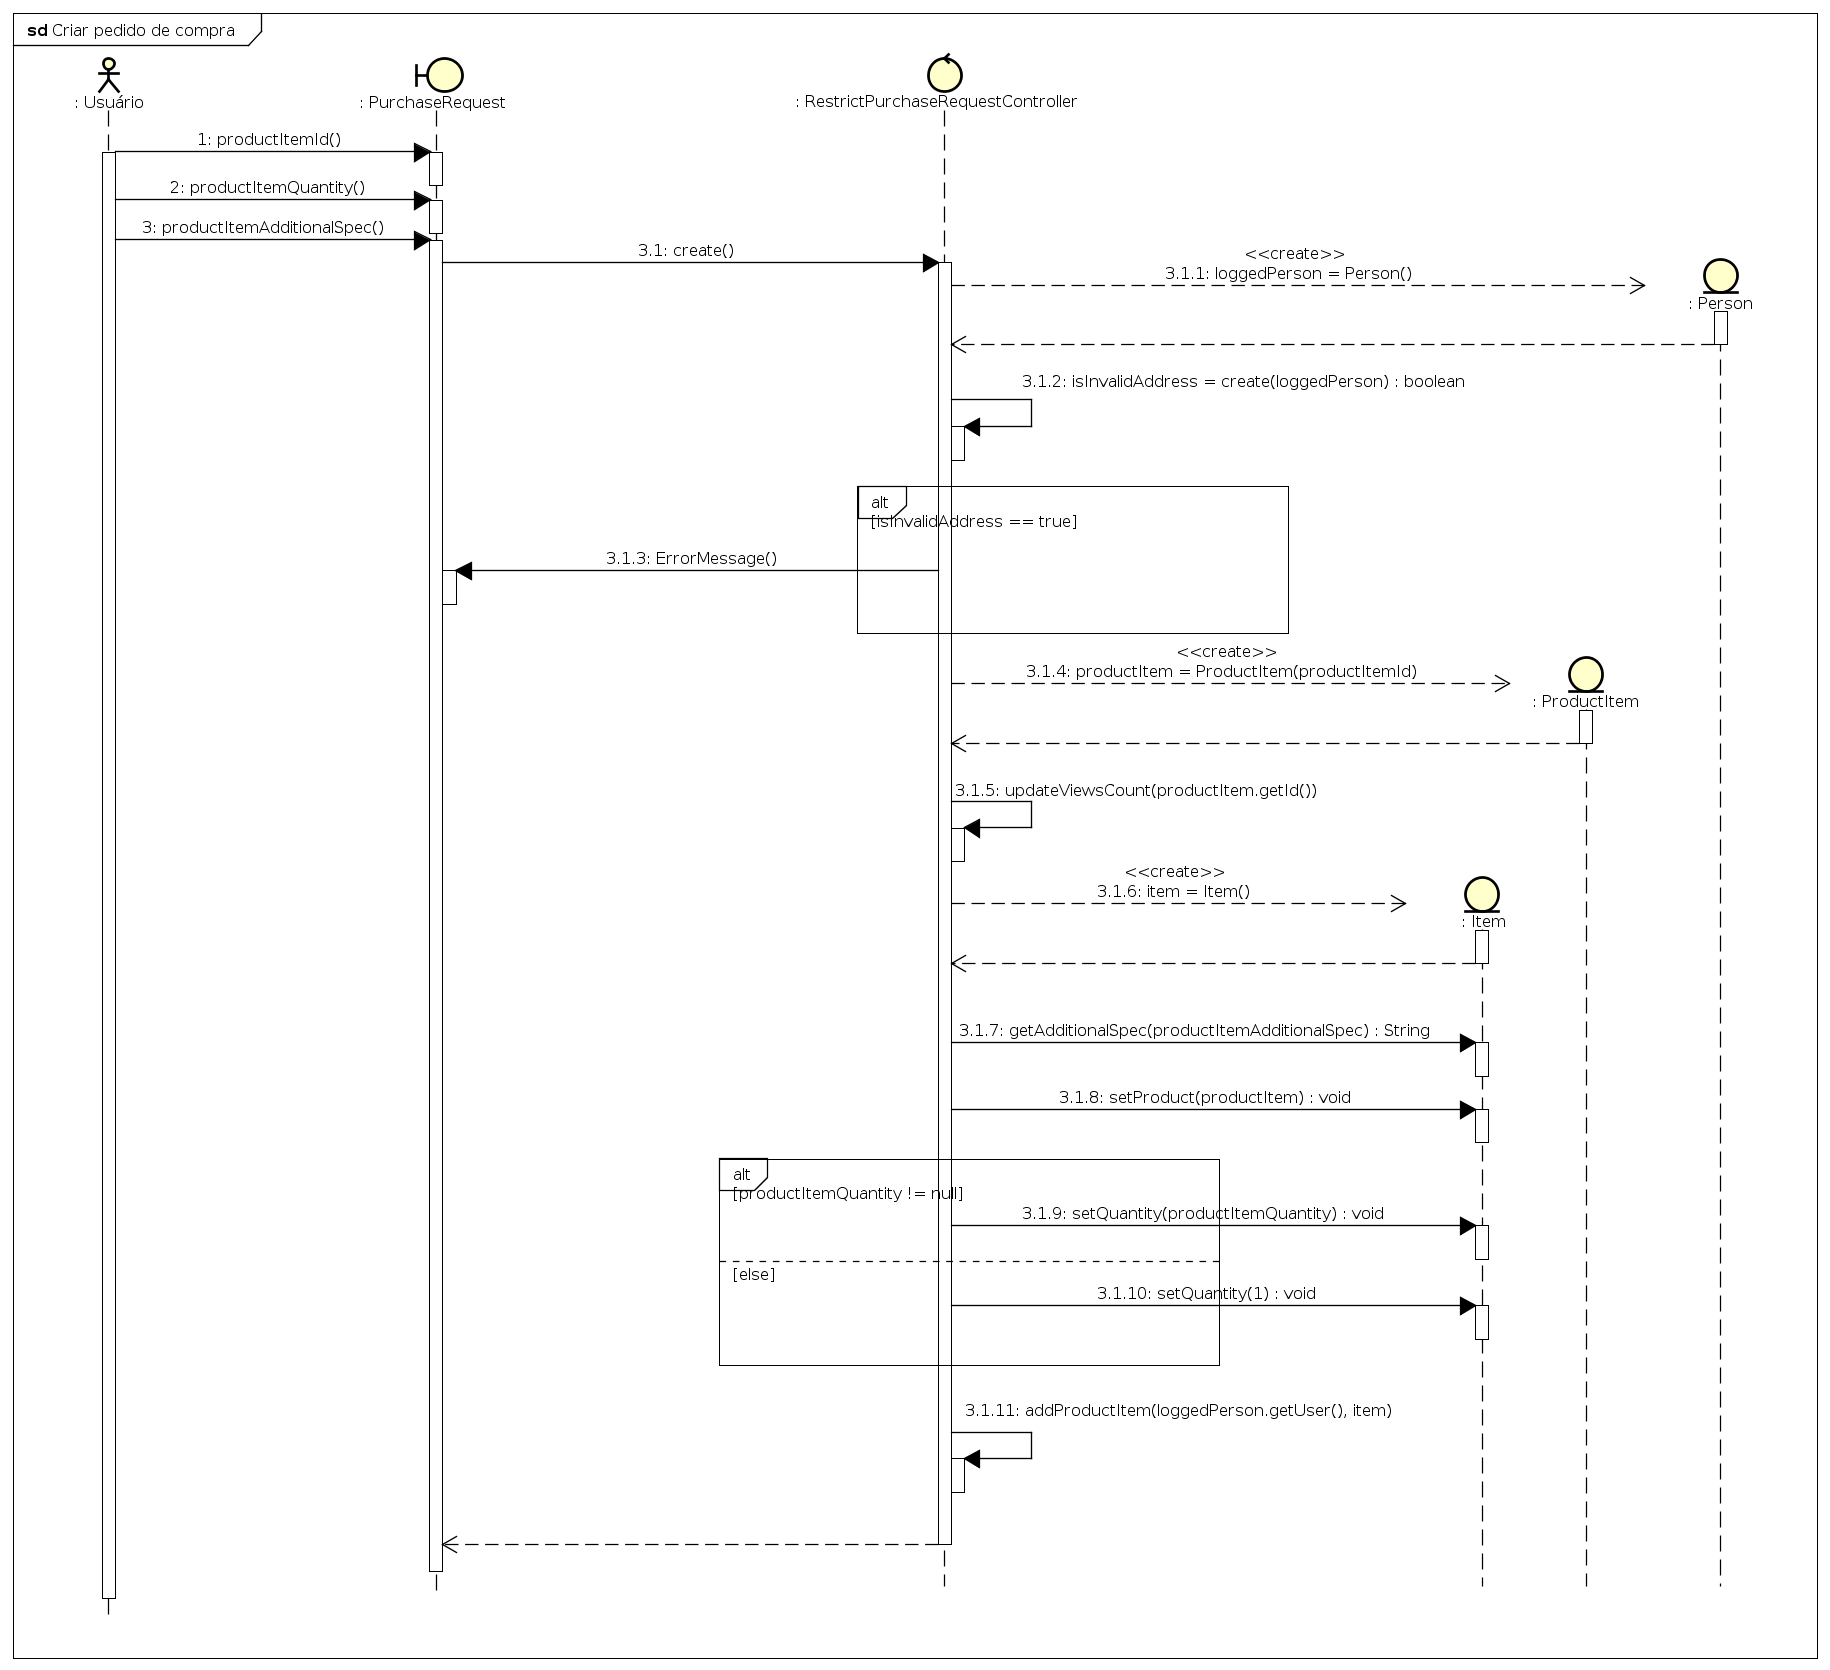 sd Criar pedido de compra
: Usuário
: PurchaseRequest
: RestrictPurchaseRequestController
1: productItemId()
2: productItemQuantity()
3: productItemAdditionalSpec()
3.1: create()
<<create>>
3.1.1: loggedPerson = Person()
: Person
3.1.2: isInvalidAddress = create(loggedPerson) : boolean
alt
[isInvalidAddress == true]
3.1.3: ErrorMessage()
<<create>>
3.1.4: productItem = ProductItem(productItemId)
: ProductItem
3.1.5: updateViewsCount(productItem.getId())
<<create>>
3.1.6: item = Item()
: Item
3.1.7: getAdditionalSpec(productItemAdditionalSpec) : String
3.1.8: setProduct(productItem) : void
alt
[productItemQuantity != null]
3.1.9: setQuantity(productItemQuantity) : void
[else]
3.1.10: setQuantity(1) : void
3.1.11: addProductItem(loggedPerson.getUser(), item)